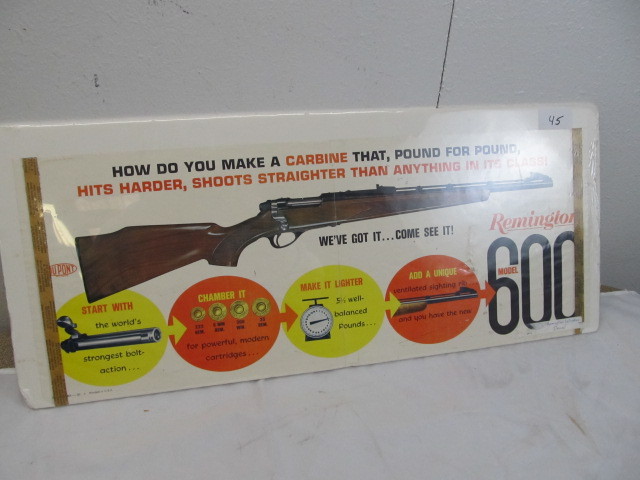 45
HOW DO YOU MAKE A CARBINE THAT, POUND FOR POUND,
HITS HARDER, SHOOTS STRAIGHTER THAN ANYTHING IN ITS CLASS!
WE'VE GOT IT...COME SEE IT!
Remington
MODEL
600
START WITH
the world's
strongest bolt-
action...
CHAMBER IT
for powerful, modern
cartridges...
MAKE IT LIGHTER
5½ well-
balanced
pounds...
ADD A UNIQUE
ventilated sighting rib
and you have the new